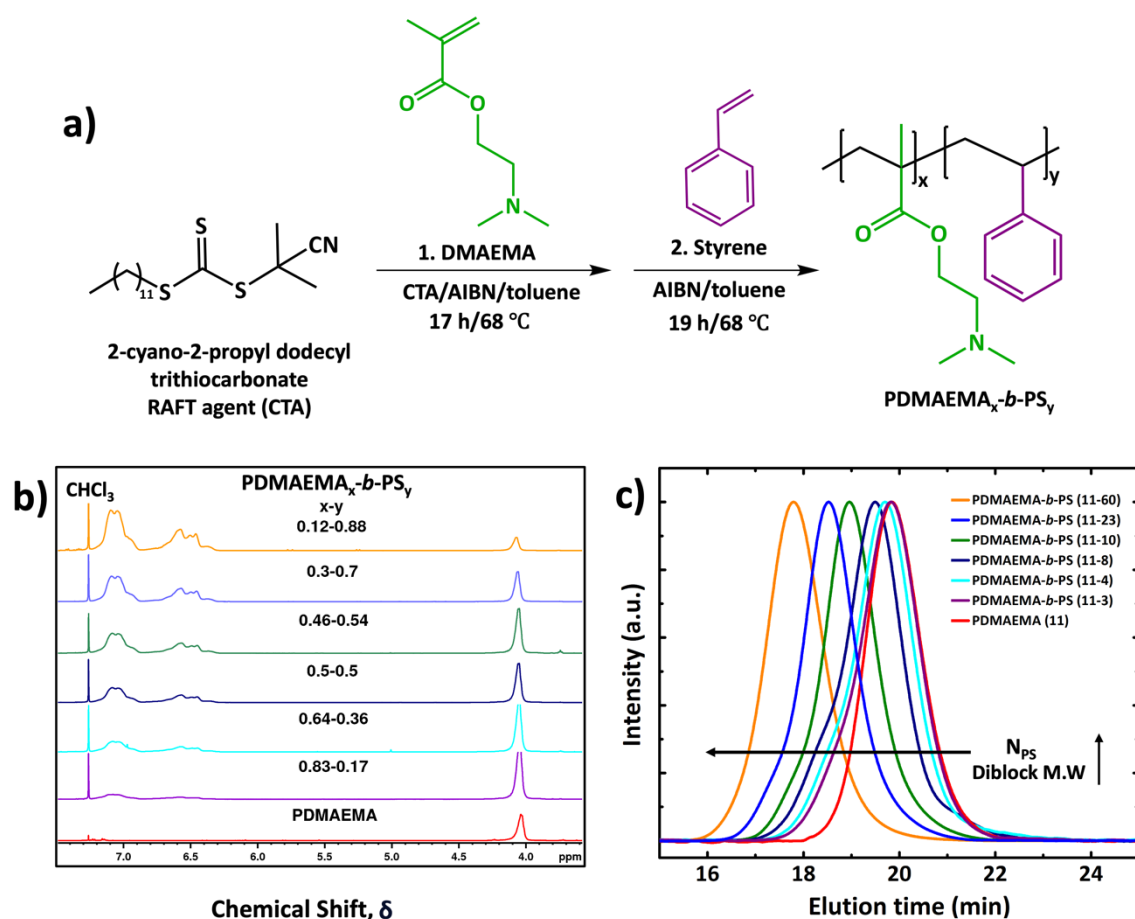 a)
O
O
N
S
S
S
CN
11
2-cyano-2-propyl dodecyl
trithiocarbonate
RAFT agent (CTA)
1. DMAEMA
CTA/AIBN/toluene
17 h/68 ℃
2. Styrene
AIBN/toluene
19 h/68 ℃
x
y
O
O
N
PDMAEMAₓ-b-PSᵧ
b)
CHCl₃
PDMAEMAₓ-b-PSᵧ
x-y
0.12-0.88
0.3-0.7
0.46-0.54
0.5-0.5
0.64-0.36
0.83-0.17
PDMAEMA
7.0 6.5 6.0 5.5 5.0 4.5 4.0 ppm
Chemical Shift, δ
c)
PDMAEMA-b-PS (11-60)
PDMAEMA-b-PS (11-23)
PDMAEMA-b-PS (11-10)
PDMAEMA-b-PS (11-8)
PDMAEMA-b-PS (11-4)
PDMAEMA-b-PS (11-3)
PDMAEMA (11)
N_PS
Diblock M.W
Intensity (a.u.)
16 18 20 22 24
Elution time (min)